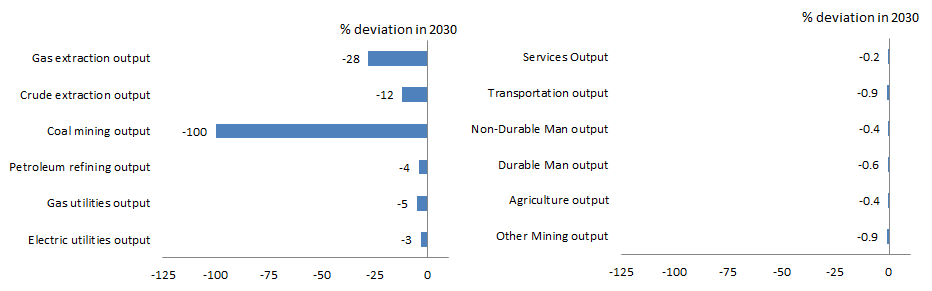 % deviation in 2030
Gas extraction output
-28
Crude extraction output
-12
Coal mining output
-100
Petroleum refining output
-4
Gas utilities output
-5
Electric utilities output
-3
-125 -100 -75 -50 -25 0
% deviation in 2030
Services Output
-0.2
Transportation output
-0.9
Non-Durable Man output
-0.4
Durable Man output
-0.6
Agriculture output
-0.4
Other Mining output
-0.9
-125 -100 -75 -50 -25 0